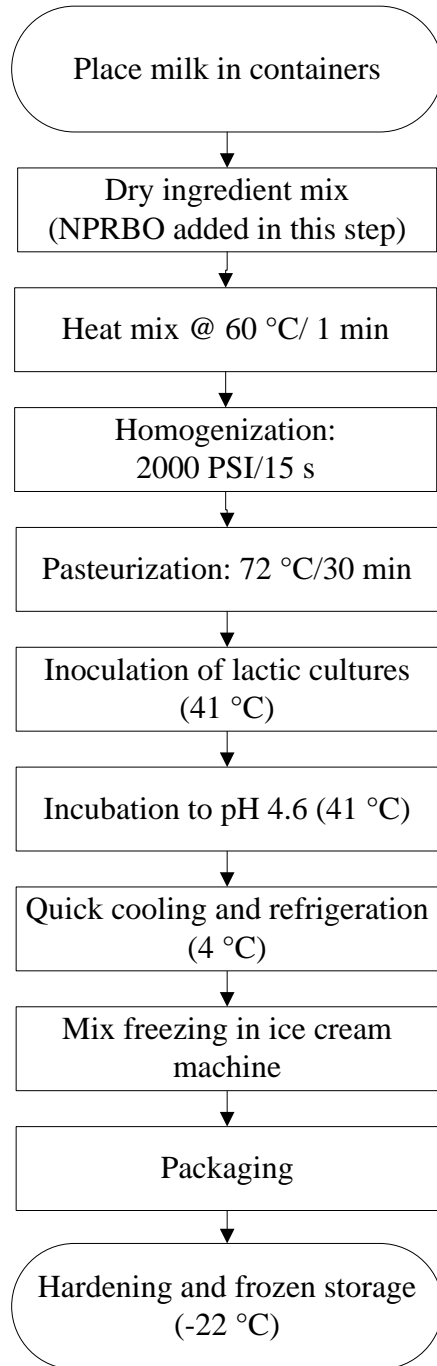 Place milk in containers
Dry ingredient mix
(NPRBO added in this step)
Heat mix @ 60 °C/ 1 min
Homogenization:
2000 PSI/15 s
Pasteurization: 72 °C/30 min
Inoculation of lactic cultures
(41 °C)
Incubation to pH 4.6 (41 °C)
Quick cooling and refrigeration
(4 °C)
Mix freezing in ice cream
machine
Packaging
Hardening and frozen storage
(-22 °C)